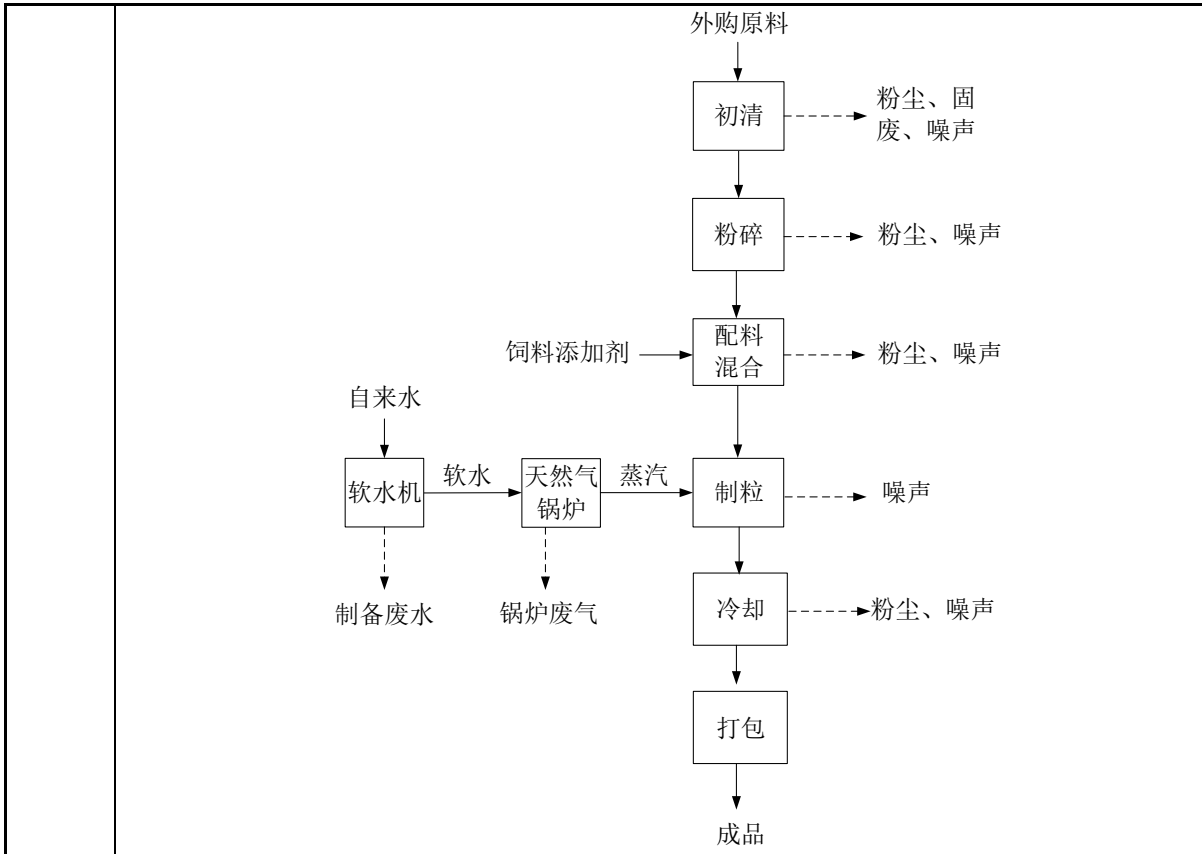 外购原料
初清
粉尘、固
废、噪声
粉碎
粉尘、噪声
饲料添加剂
配料
混合
粉尘、噪声
自来水
软水机
软水
天然气
锅炉
蒸汽
制粒
噪声
制备废水
锅炉废气
冷却
粉尘、噪声
打包
成品